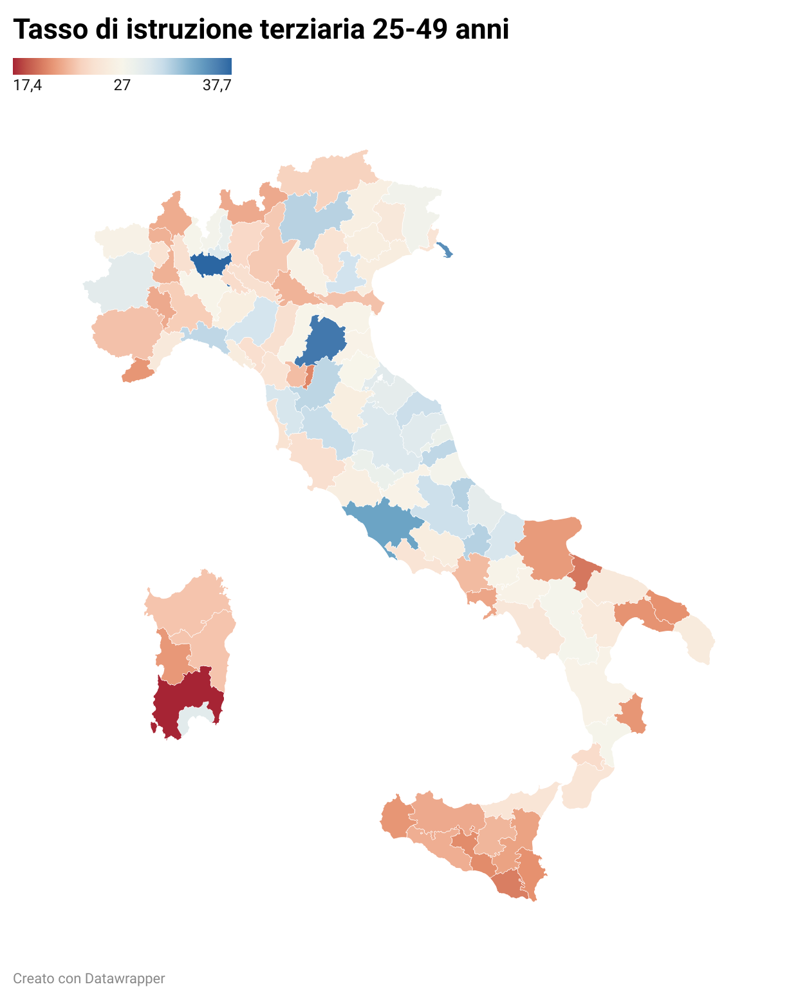 Tasso di istruzione terziaria 25-49 anni
17,4 27 37,7
Creato con Datawrapper